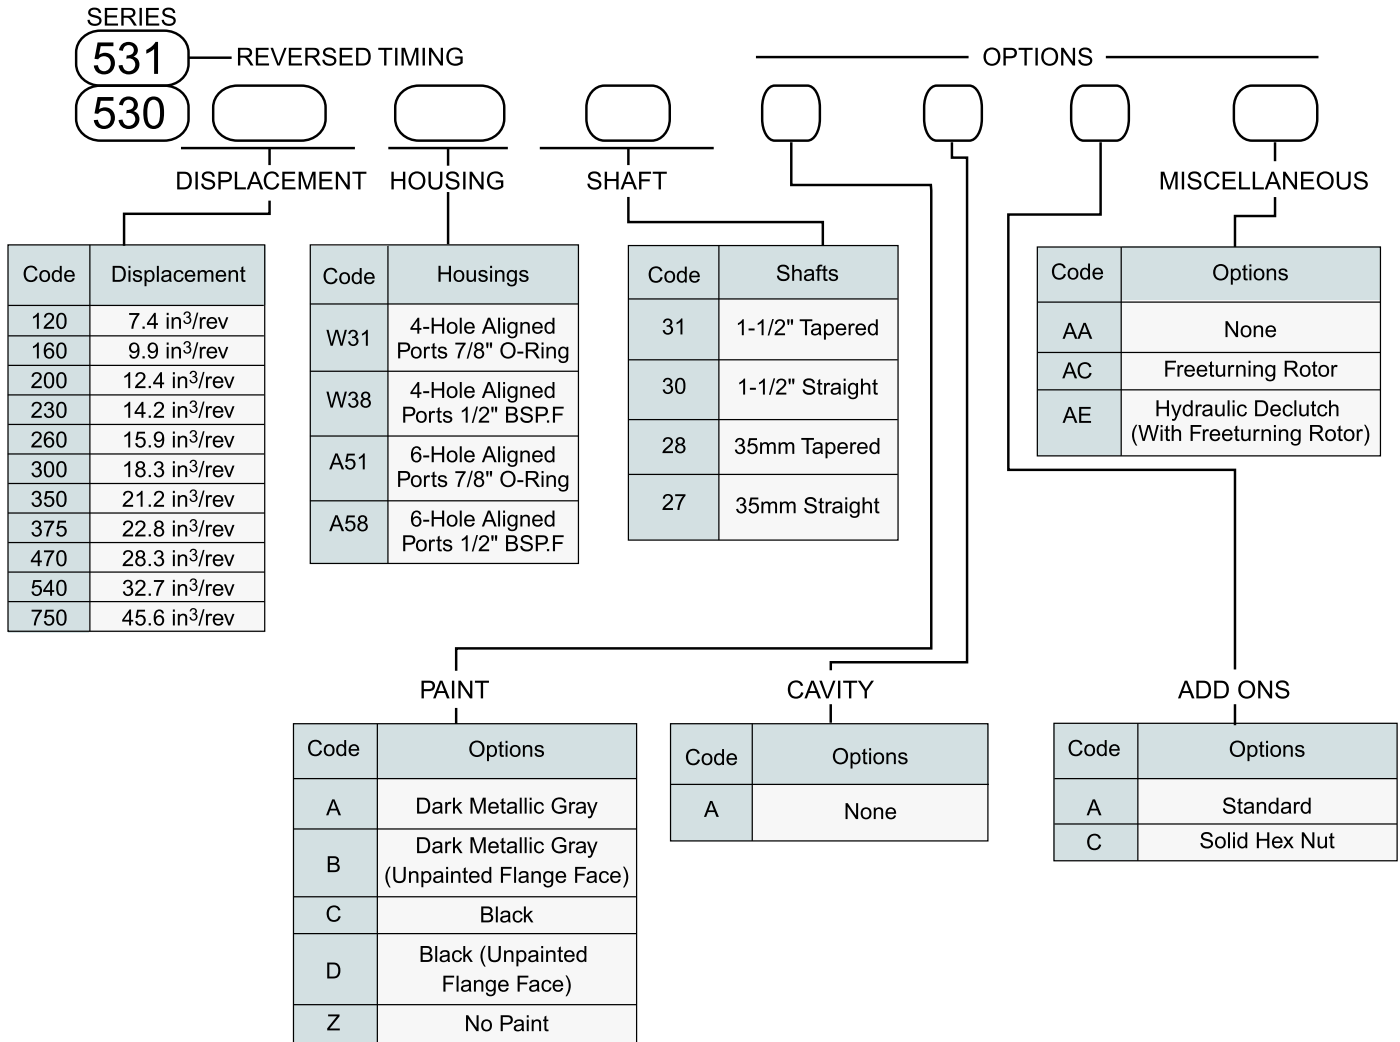 SERIES
531
REVERSED TIMING
OPTIONS
530
DISPLACEMENT
HOUSING
SHAFT
MISCELLANEOUS
Code Displacement
120 7.4 in³/rev
160 9.9 in³/rev
200 12.4 in³/rev
230 14.2 in³/rev
260 15.9 in³/rev
300 18.3 in³/rev
350 21.2 in³/rev
375 22.8 in³/rev
470 28.3 in³/rev
540 32.7 in³/rev
750 45.6 in³/rev
Code Housings
W31 4-Hole Aligned
Ports 7/8" O-Ring
W38 4-Hole Aligned
Ports 1/2" BSP.F
A51 6-Hole Aligned
Ports 7/8" O-Ring
A58 6-Hole Aligned
Ports 1/2" BSP.F
Code Shafts
31 1-1/2" Tapered
30 1-1/2" Straight
28 35mm Tapered
27 35mm Straight
Code Options
AA None
AC Freeturning Rotor
AE Hydraulic Declutch
(With Freeturning Rotor)
PAINT
Code Options
A Dark Metallic Gray
B Dark Metallic Gray
(Unpainted Flange Face)
C Black
D Black (Unpainted
Flange Face)
Z No Paint
CAVITY
Code Options
A None
ADD ONS
Code Options
A Standard
C Solid Hex Nut